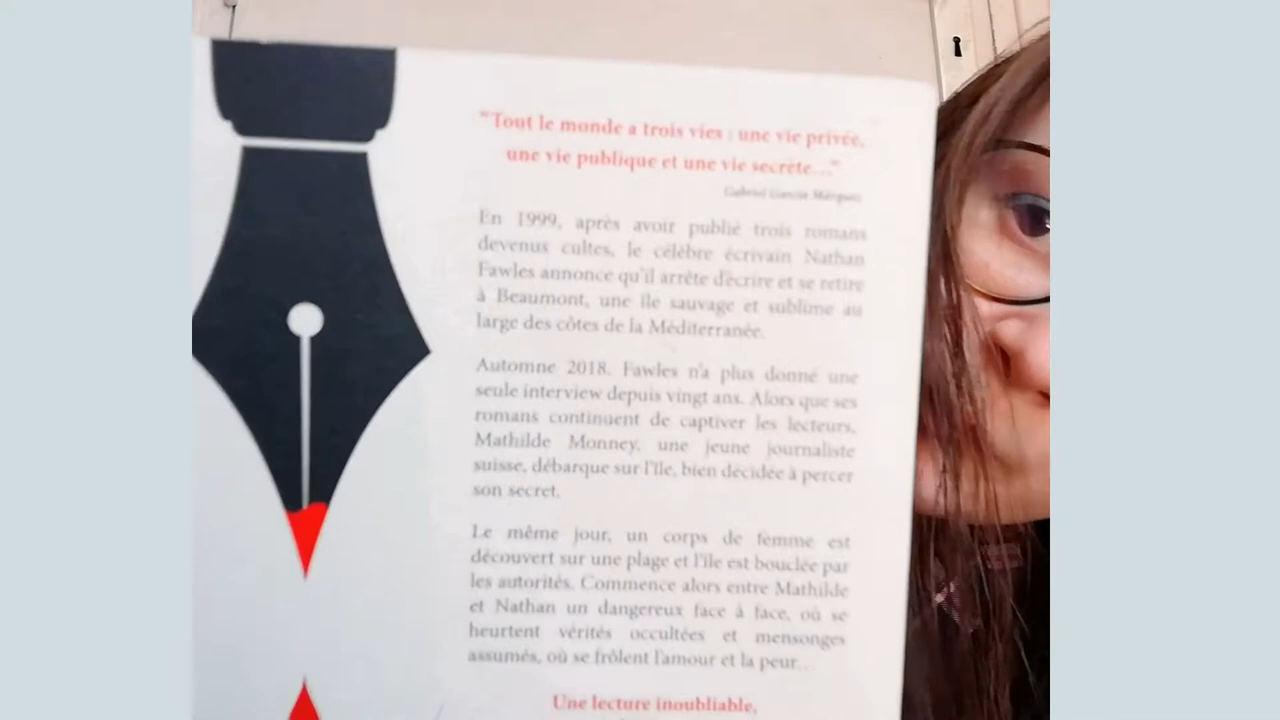 "Tout le monde a trois vies : une vie privée,
une vie publique et une vie secrète..."
Gabriel García Márquez
En 1999, après avoir publié trois romans
devenus cultes, le célèbre écrivain Nathan
Fawles annonce qu'il arrête d'écrire et se retire
à Beaumont, une île sauvage et sublime au
large des côtes de la Méditerranée.
Automne 2018. Fawles n'a plus donné une
seule interview depuis vingt ans. Alors que ses
romans continuent de captiver les lecteurs,
Mathilde Monney, une jeune journaliste
suisse, débarque sur l'île, bien décidée à percer
son secret.
Le même jour, un corps de femme est
découvert sur une plage et l'île est bouclée par
les autorités. Commence alors entre Mathilde
et Nathan un dangereux face à face, où se
heurtent vérités occultées et mensonges
assumés, où se frôlent l'amour et la peur...
Une lecture inoubliable,